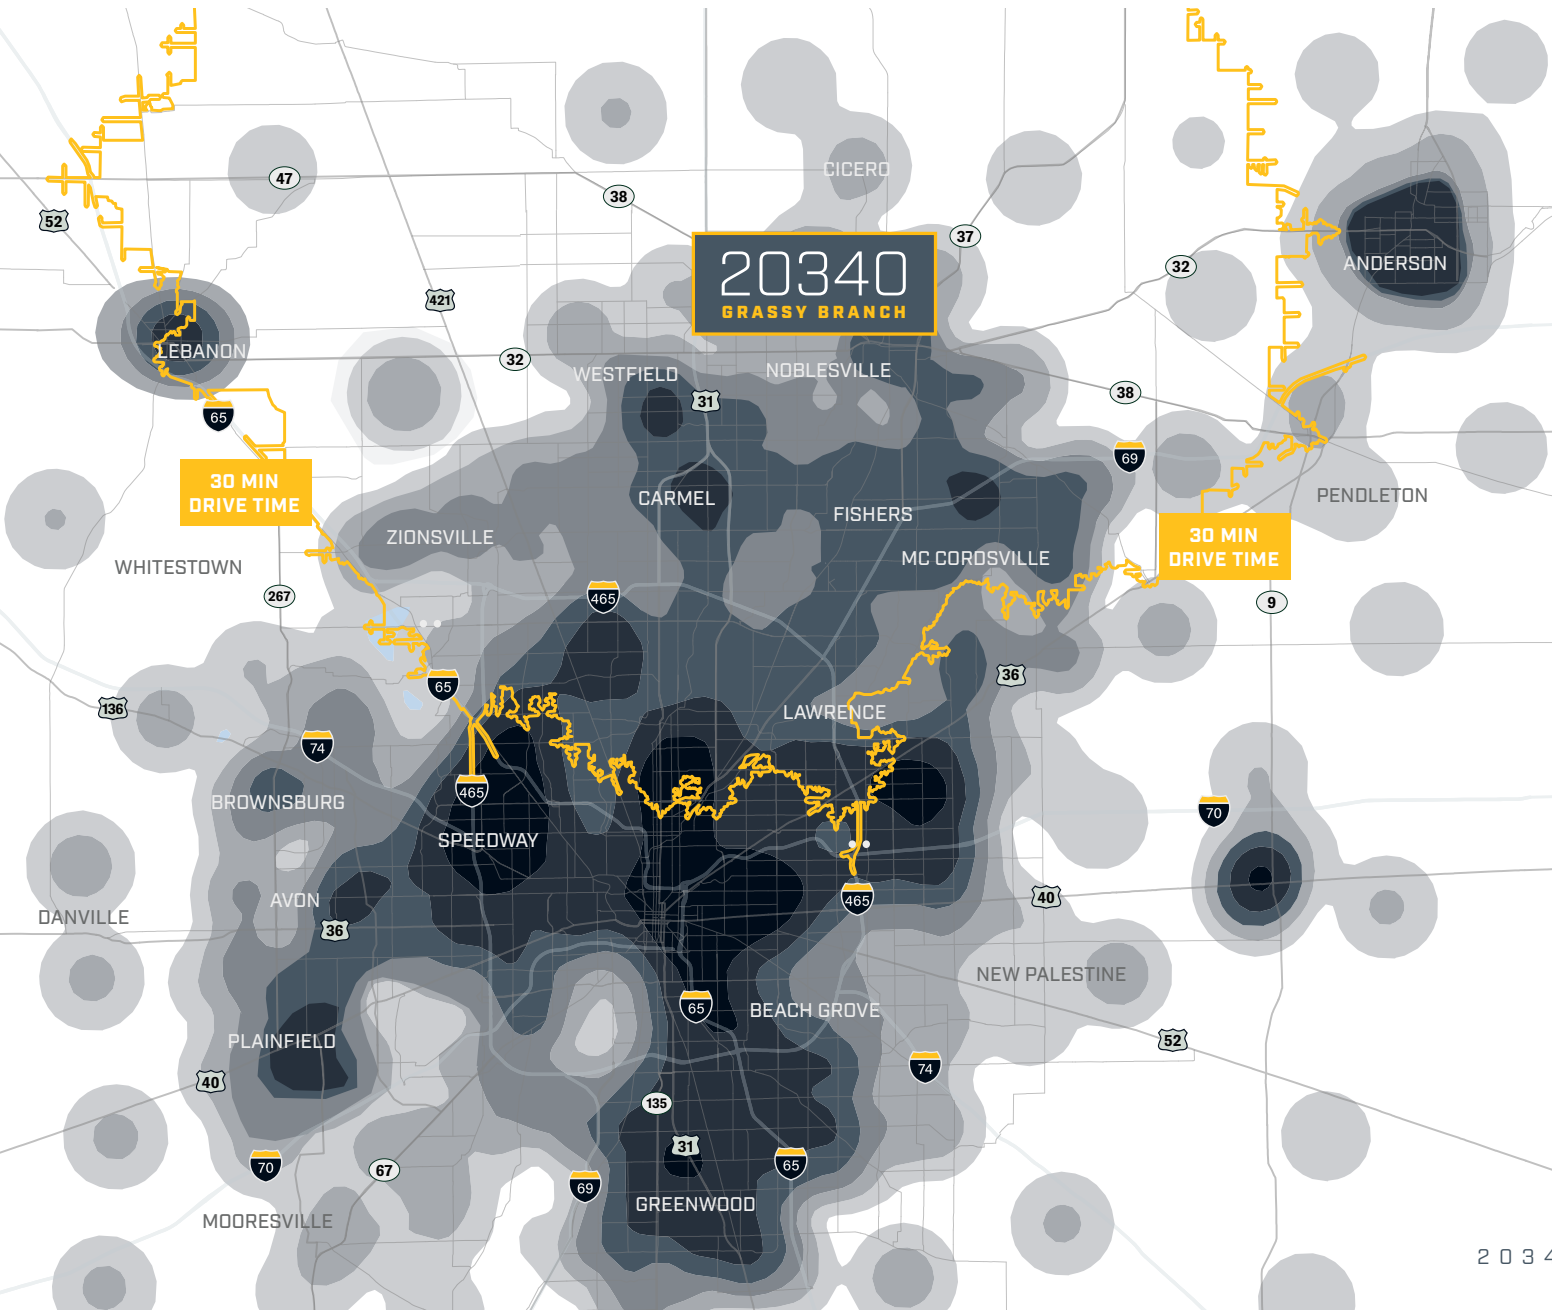 CICERO
47
38
52
37
32
20340
GRASSY BRANCH
ANDERSON
421
LEBANON
32
WESTFIELD
NOBLESVILLE
31
38
65
69
30 MIN
DRIVE TIME
CARMEL
FISHERS
PENDLETON
ZIONSVILLE
30 MIN
DRIVE TIME
MC CORDSVILLE
WHITESTOWN
267
465
9
36
65
136
LAWRENCE
74
465
BROWNSBURG
70
SPEEDWAY
AVON
465
40
DANVILLE
36
NEW PALESTINE
65
BEACH GROVE
PLAINFIELD
52
40
74
135
31
70
67
65
69
GREENWOOD
MOORESVILLE
2034